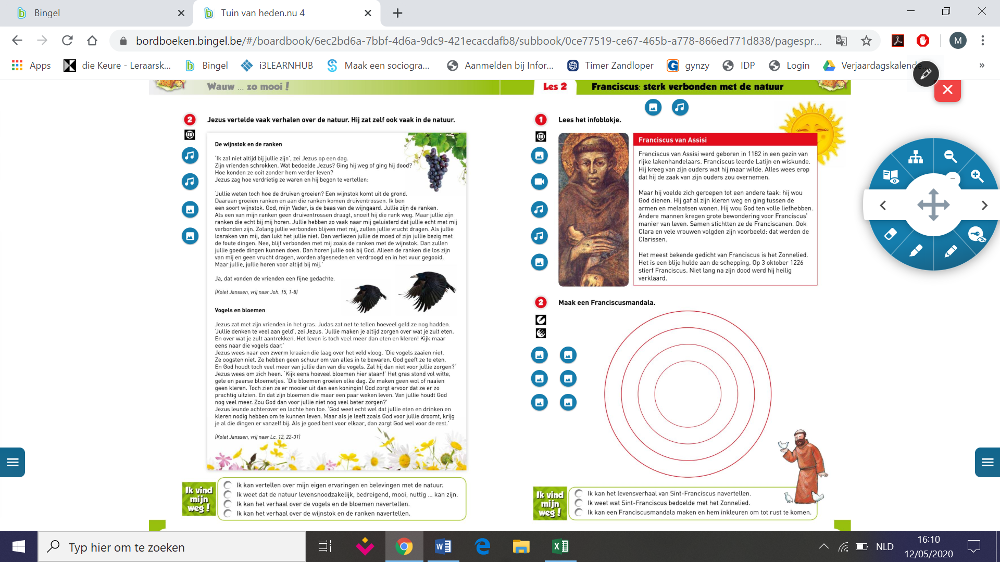 Bingel
Tuin van heden.nu 4
bordboeken.bingel.be/#/boardbook/6ec2bd6a-7bbf-4d6a-9dc9-421ecacdafb8/subbook/0ce77519-ce67-465b-a778-866ed771d838/pagespr...
M
Apps
die Keure - Leraarsk...
Bingel
i3LEARNHUB
Maak een sociogra...
Aanmelden bij Infor...
Timer Zandloper
gynzy
IDP
Login
Verjaardagskalende...
»
Wauw ... zo mooi!
2 Jezus vertelde vaak verhalen over de natuur. Hij zat zelf ook vaak in de natuur.
De wijnstok en de ranken
'Ik zal niet altijd bij jullie zijn', zei Jezus op een dag.
Zijn vrienden schrokken. Wat bedoelde Jezus? Ging hij weg of ging hij dood?
Hoe konden ze ooit zonder hem verder leven?
Jezus zag hoe verdrietig ze waren en hij begon te vertellen:
'Jullie weten toch hoe de druiven groeien? Een wijnstok komt uit de grond.
Daaraan groeien ranken en aan die ranken komen druiventrossen. Ik ben
een soort wijnstok. God, mijn Vader, is de baas van de wijngaard. Jullie zijn de ranken.
Als een van mijn ranken geen druiventrossen draagt, snoeit hij die rank weg. Maar jullie zijn
ranken die echt bij mij horen. Jullie hebben zo vaak naar mij geluisterd dat jullie echt met mij
verbonden zijn. Zolang jullie verbonden blijven met mij, zullen jullie vrucht dragen. Als jullie
losraken van mij, dan lukt het jullie niet. Dan verliezen jullie de moed of zijn jullie bezig met
de foute dingen. Nee, blijf verbonden met mij zoals de ranken met de wijnstok. Dan zullen
jullie goede dingen kunnen doen. Dan horen jullie ook bij God. Alleen de ranken die los zijn
van mij en geen vrucht dragen, worden afgesneden en verdroogd en in het vuur gegooid.
Maar jullie, jullie horen voor altijd bij mij.'
Ja, dat vonden de vrienden een fijne gedachte.
(Kolet Janssen, vrij naar Joh. 15, 1-8)
Vogels en bloemen
Jezus zat met zijn vrienden in het gras. Judas zat net te tellen hoeveel geld ze nog hadden.
'Jullie denken te veel aan geld', zei Jezus. 'Jullie maken je altijd zorgen over wat je zult eten.
En over wat je zult aantrekken. Het leven is toch veel meer dan eten en kleren! Kijk maar
eens naar die vogels daar.'
Jezus wees naar een zwerm kraaien die laag over het veld vloog. 'Die vogels zaaien niet.
Ze oogsten niet. Ze hebben geen schuur om van alles in te bewaren. God geeft ze te eten.
En God houdt toch veel meer van jullie dan van die vogels. Zal hij dan niet voor jullie zorgen?'
Jezus wees om zich heen. 'Kijk eens hoeveel bloemen hier staan!' Het gras stond vol witte,
gele en paarse bloemetjes. 'Die bloemen groeien elke dag. Ze maken geen wol of naaien
geen kleren. Toch zien ze er mooier uit dan een koningin! God zorgt ervoor dat ze er zo
prachtig uitzien. En dat zijn bloemen die maar een paar weken leven. Van jullie houdt God
nog veel meer. Zou God dan voor jullie niet nog veel beter zorgen?'
Jezus leunde achterover en lachte hen toe. 'God weet echt wel dat jullie eten en drinken en
kleren nodig hebben om te kunnen leven. Maar als je leeft zoals God voor jullie droomt, krijg
je al die dingen er vanzelf bij. Als je goed bent voor elkaar, dan zorgt God wel voor de rest.'
(Kolet Janssen, vrij naar Lc. 12, 22-31)
Ik vind
mijn
weg!
Ik kan vertellen over mijn eigen ervaringen en belevingen met de natuur.
Ik weet dat de natuur levensnoodzakelijk, bedreigend, mooi, nuttig ... kan zijn.
Ik kan het verhaal over de vogels en de bloemen navertellen.
Ik kan het verhaal over de wijnstok en de ranken navertellen.
Les 2 Franciscus: sterk verbonden met de natuur
1 Lees het infoblokje.
Franciscus van Assisi
Franciscus van Assisi werd geboren in 1182 in een gezin van
rijke lakenhandelaars. Franciscus leerde Latijn en wiskunde.
Hij kreeg van zijn ouders wat hij maar wilde. Alles wees erop
dat hij de zaak van zijn ouders zou overnemen.
Maar hij voelde zich geroepen tot een andere taak: hij wou
God dienen. Hij gaf al zijn kleren weg en ging tussen de
armen en melaatsen wonen. Hij wou God ten volle liefhebben.
Andere mannen kregen grote bewondering voor Franciscus'
manier van leven. Samen stichtten ze de Franciscanen. Ook
Clara en vele vrouwen volgden zijn voorbeeld: dat werden de
Clarissen.
Het meest bekende gedicht van Franciscus is het Zonnelied.
Het is een blije hulde aan de schepping. Op 3 oktober 1226
stierf Franciscus. Niet lang na zijn dood werd hij heilig
verklaard.
2 Maak een Franciscusmandala.
Ik vind
mijn
weg!
Ik kan het levensverhaal van Sint-Franciscus navertellen.
Ik weet wat Sint-Franciscus bedoelde met het Zonnelied.
Ik kan een Franciscusmandala maken en hem inkleuren om tot rust te komen.
Typ hier om te zoeken
NLD
16:10
12/05/2020